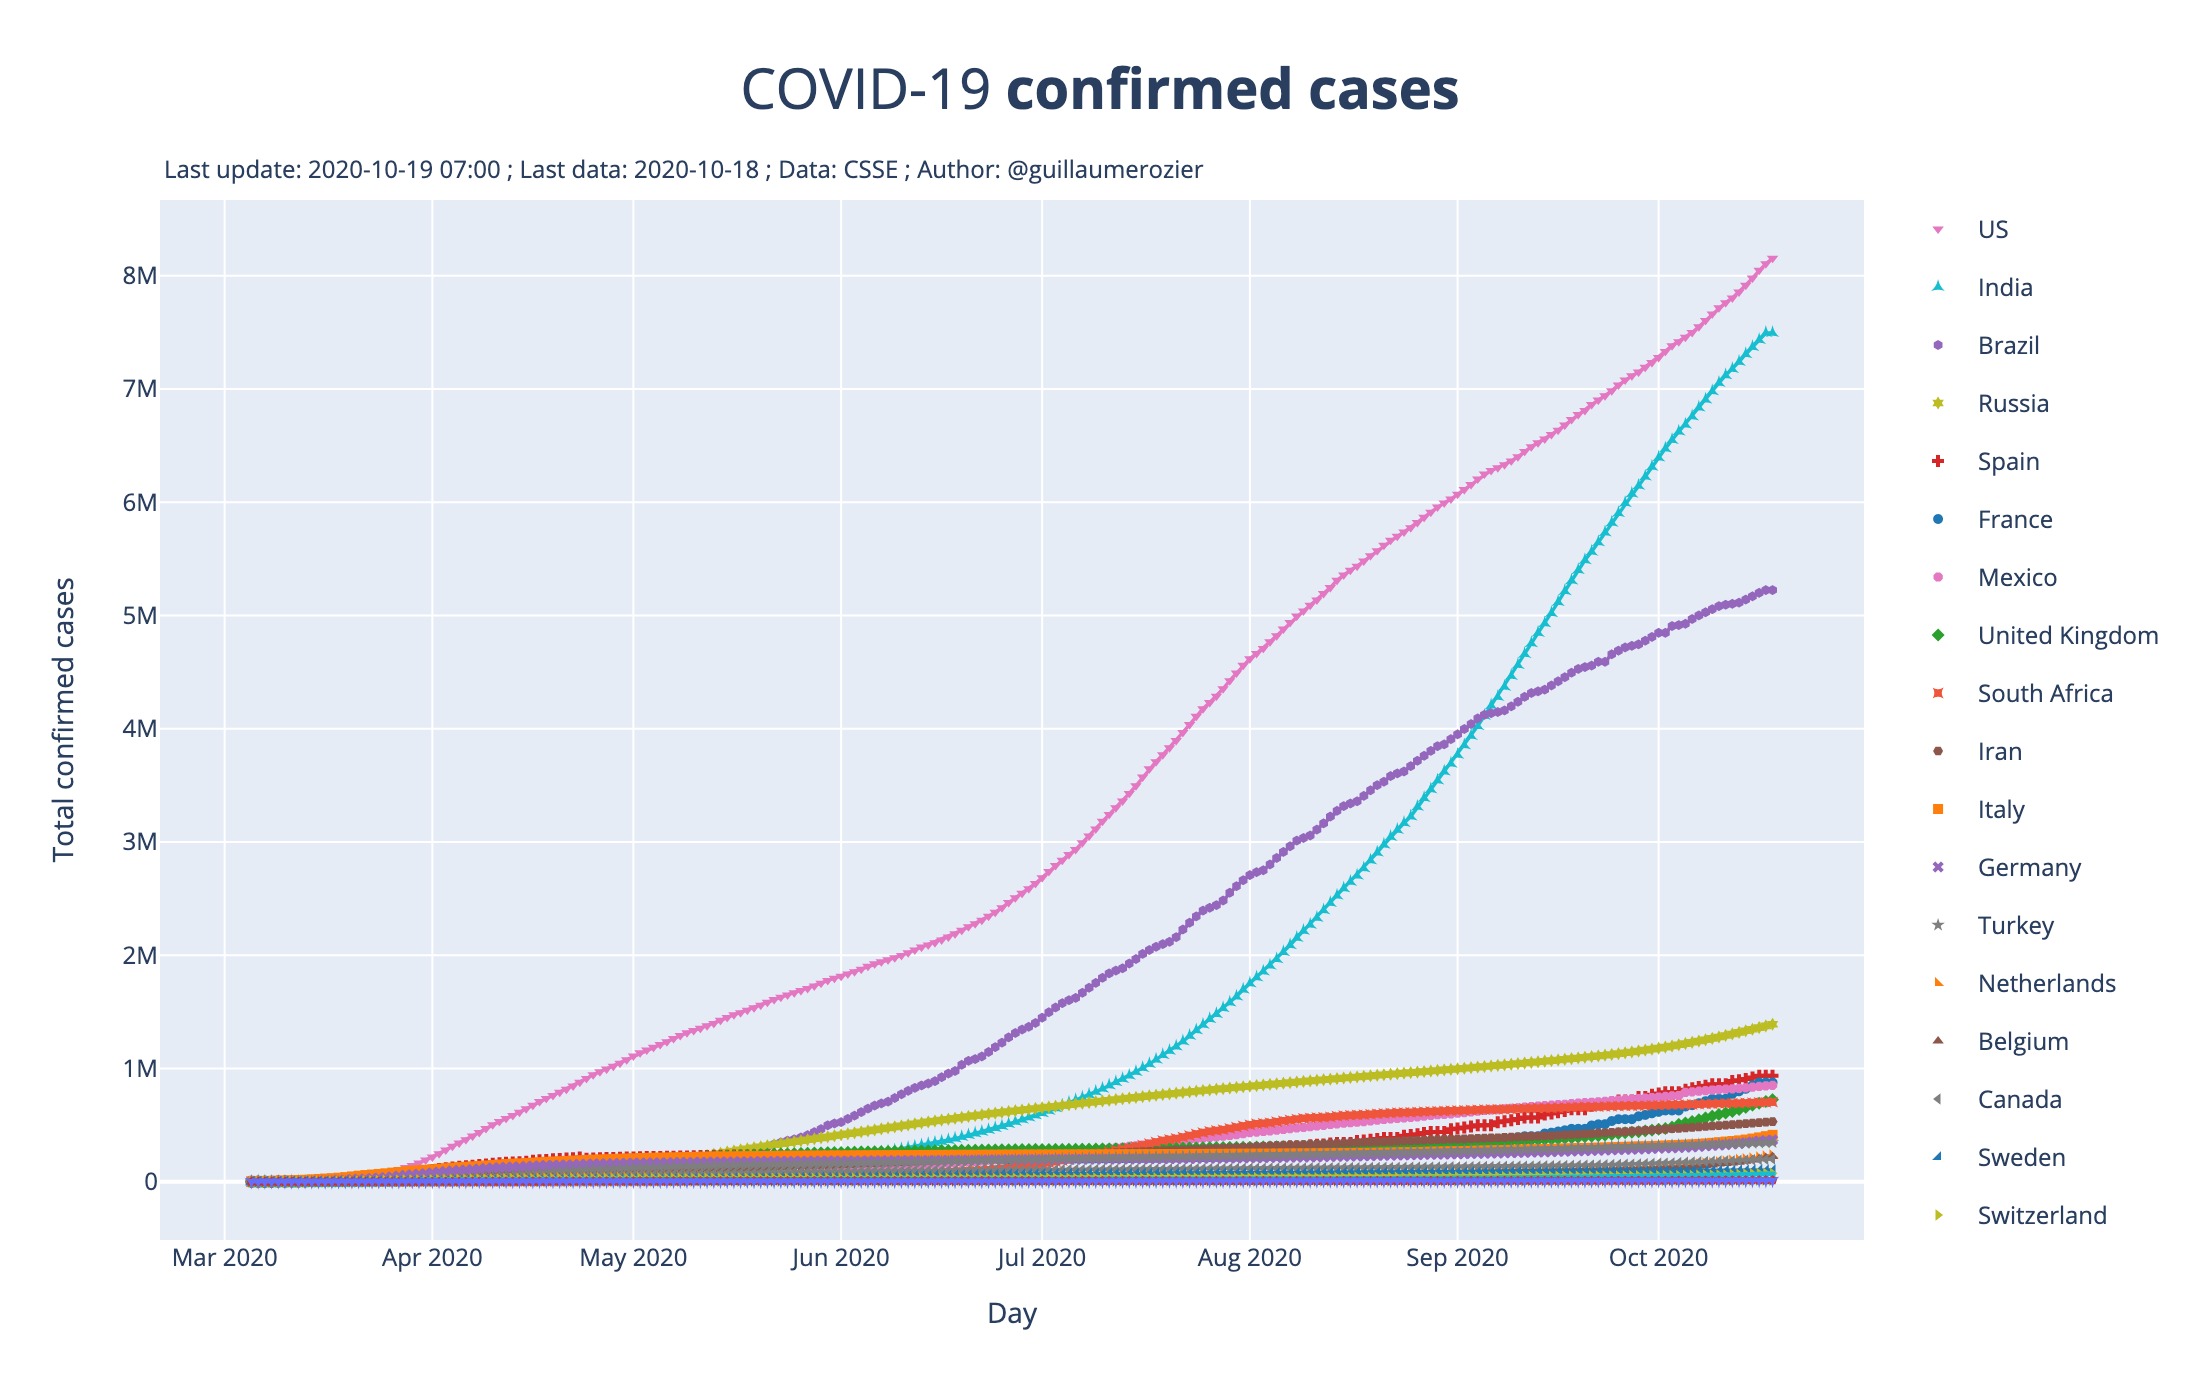 COVID-19 confirmed cases
Last update: 2020-10-19 07:00 ; Last data: 2020-10-18 ; Data: CSSE ; Author: @guillaumerozier
Total confirmed cases
8M
7M
6M
5M
4M
3M
2M
1M
0
Mar 2020
Apr 2020
May 2020
Jun 2020
Jul 2020
Aug 2020
Sep 2020
Oct 2020
Day
US
India
Brazil
Russia
Spain
France
Mexico
United Kingdom
South Africa
Iran
Italy
Germany
Turkey
Netherlands
Belgium
Canada
Sweden
Switzerland